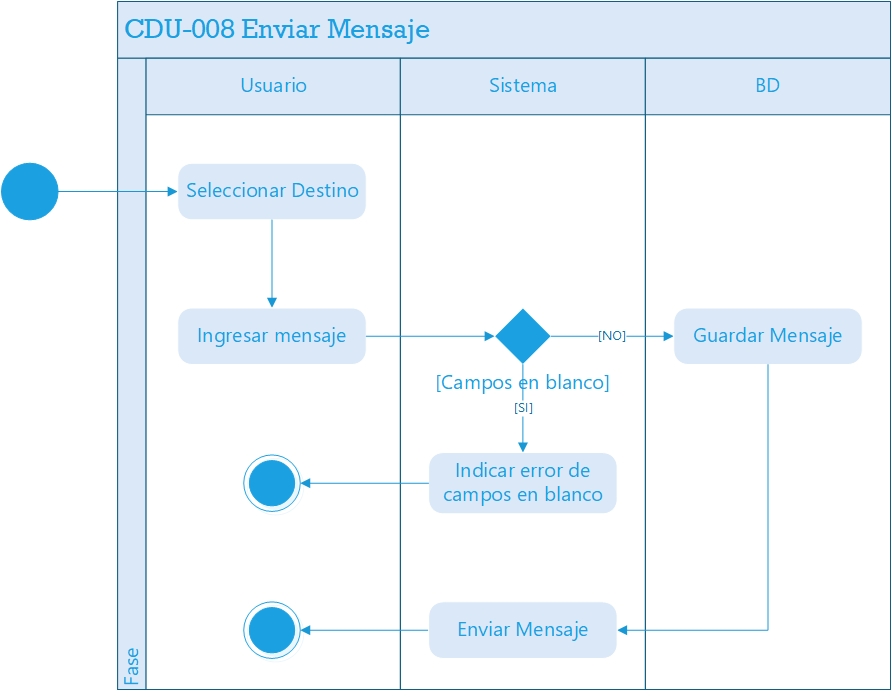 CDU-008 Enviar Mensaje
Usuario
Sistema
BD
Seleccionar Destino
Ingresar mensaje
[NO]
Guardar Mensaje
[Campos en blanco]
[SI]
Indicar error de
campos en blanco
Enviar Mensaje
Fase